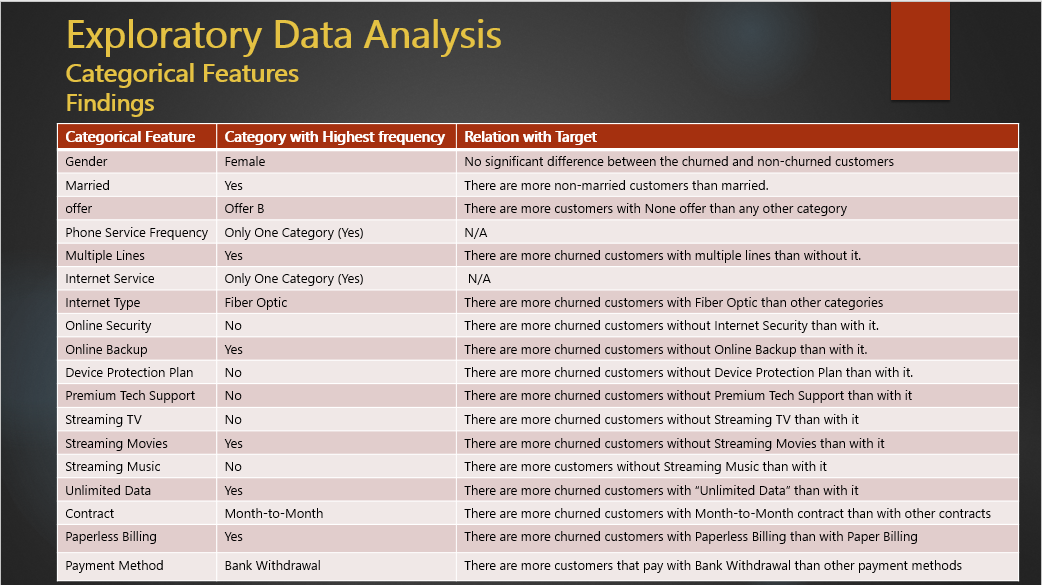 Exploratory Data Analysis
Categorical Features
Findings
Categorical Feature Category with Highest frequency Relation with Target
Gender Female No significant difference between the churned and non-churned customers
Married Yes There are more non-married customers than married.
offer Offer B There are more customers with None offer than any other category
Phone Service Frequency Only One Category (Yes) N/A
Multiple Lines Yes There are more churned customers with multiple lines than without it.
Internet Service Only One Category (Yes) N/A
Internet Type Fiber Optic There are more churned customers with Fiber Optic than other categories
Online Security No There are more churned customers without Internet Security than with it.
Online Backup Yes There are more churned customers without Online Backup than with it.
Device Protection Plan No There are more churned customers without Device Protection Plan than with it.
Premium Tech Support No There are more churned customers without Premium Tech Support than with it
Streaming TV No There are more churned customers without Streaming TV than with it
Streaming Movies Yes There are more churned customers without Streaming Movies than with it
Streaming Music No There are more customers without Streaming Music than with it
Unlimited Data Yes There are more churned customers with “Unlimited Data” than with it
Contract Month-to-Month There are more churned customers with Month-to-Month contract than with other contracts
Paperless Billing Yes There are more churned customers with Paperless Billing than with Paper Billing
Payment Method Bank Withdrawal There are more customers that pay with Bank Withdrawal than other payment methods